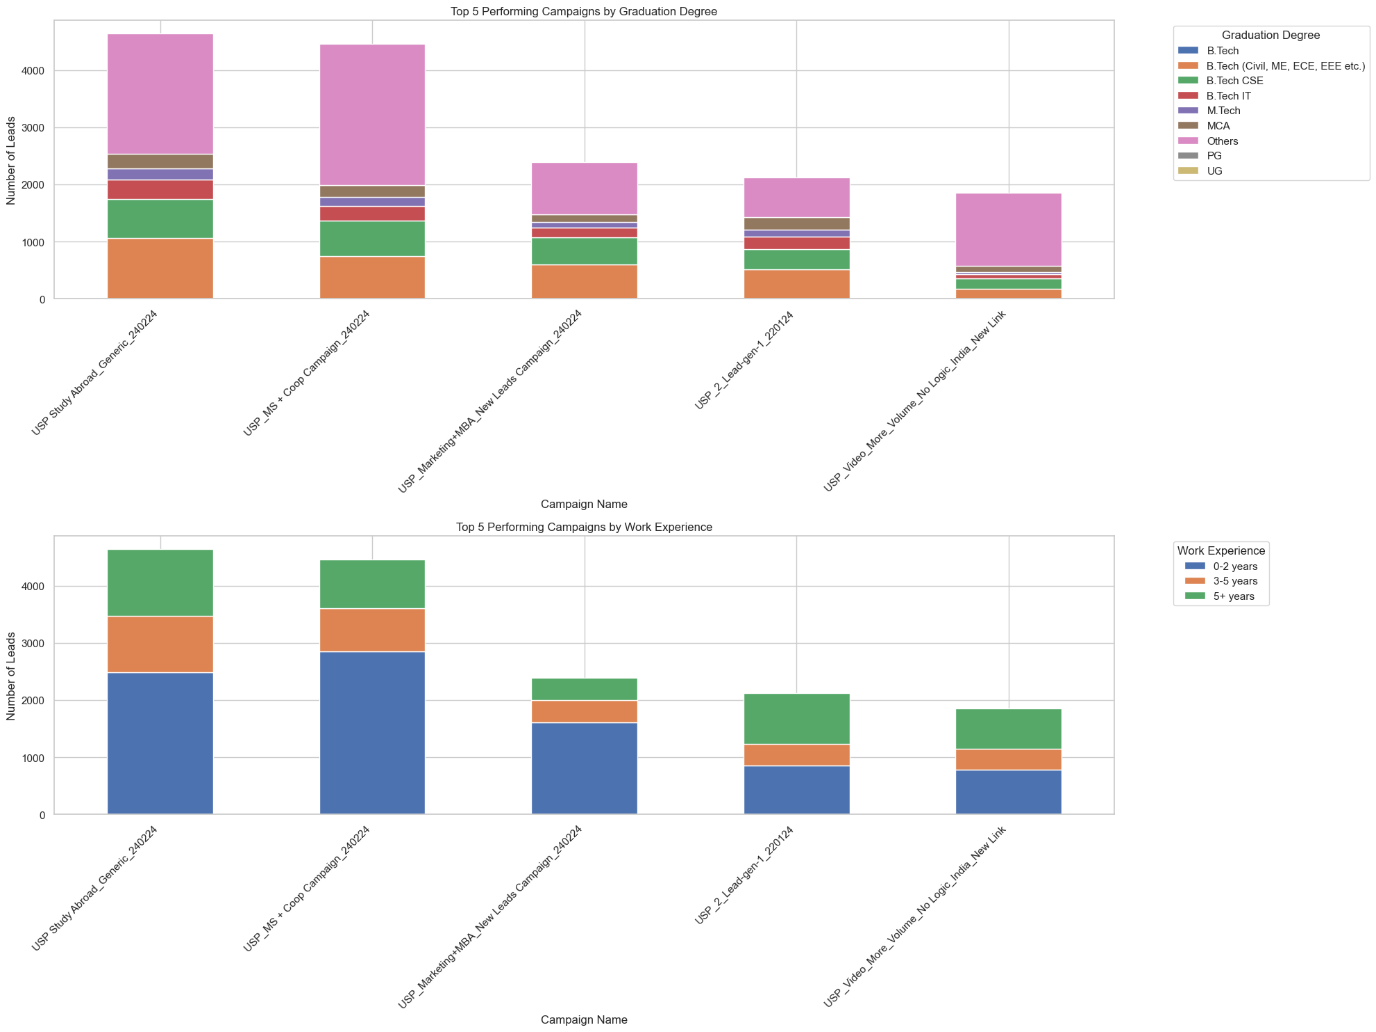 Top 5 Performing Campaigns by Graduation Degree
Number of Leads
4000
3000
2000
1000
0
USP Study Abroad_Generic_240224
USP_MS + Coop Campaign_240224
USP_Marketing+MBA_New Leads Campaign_240224
USP_2_Lead-gen-1_220124
USP_Video_More_Volume_No Logic_India_New Link
Campaign Name
Graduation Degree
B.Tech
B.Tech (Civil, ME, ECE, EEE etc.)
B.Tech CSE
B.Tech IT
M.Tech
MCA
Others
PG
UG
Top 5 Performing Campaigns by Work Experience
Number of Leads
4000
3000
2000
1000
0
USP Study Abroad_Generic_240224
USP_MS + Coop Campaign_240224
USP_Marketing+MBA_New Leads Campaign_240224
USP_2_Lead-gen-1_220124
USP_Video_More_Volume_No Logic_India_New Link
Campaign Name
Work Experience
0-2 years
3-5 years
5+ years